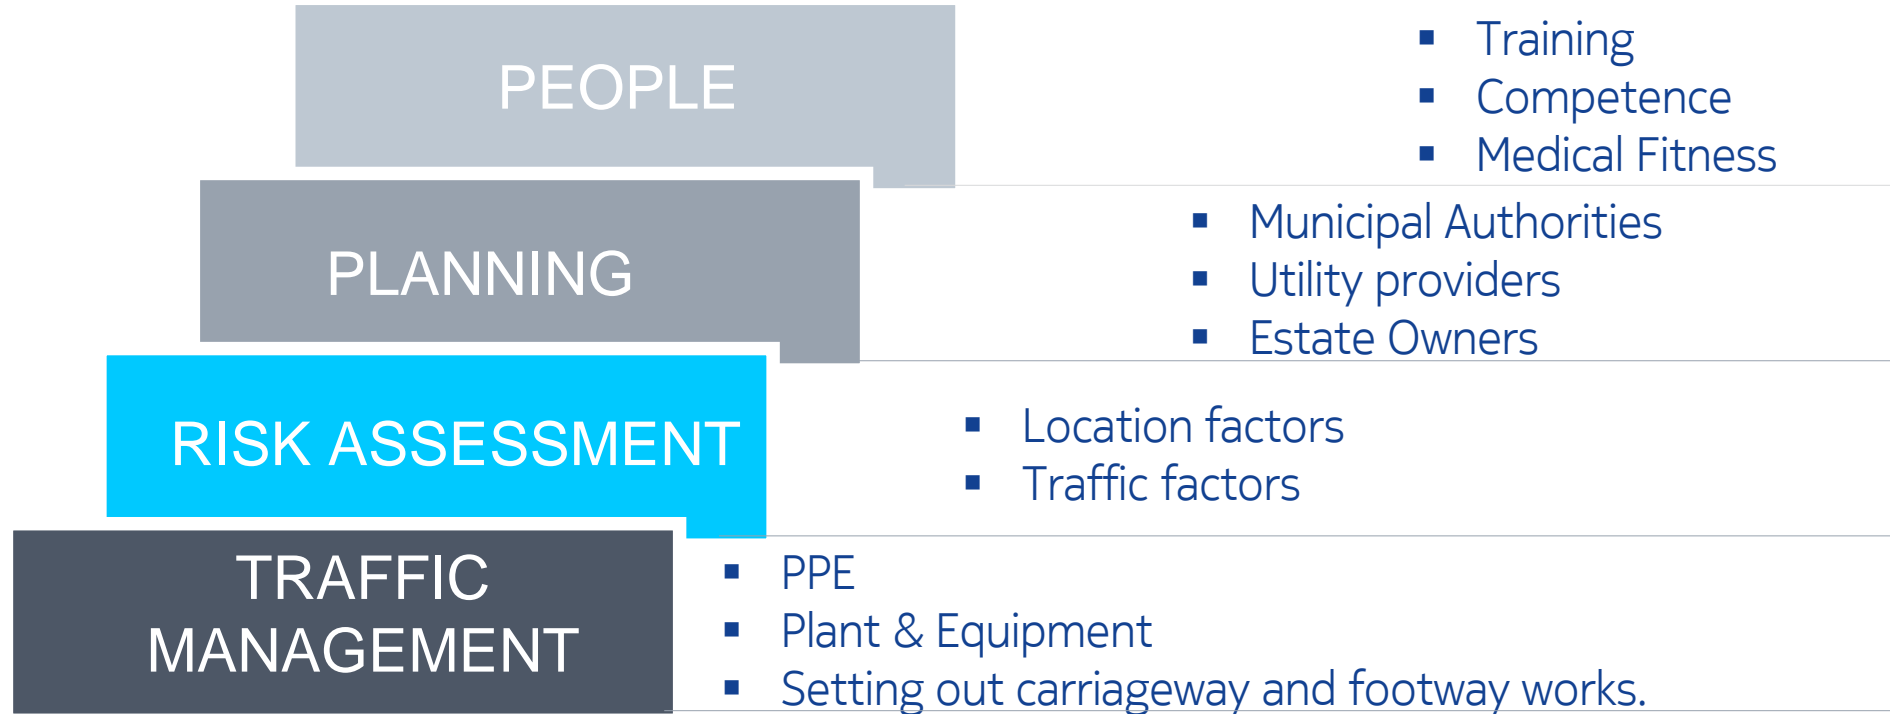 PEOPLE
Training
Competence
Medical Fitness
PLANNING
Municipal Authorities
Utility providers
Estate Owners
RISK ASSESSMENT
Location factors
Traffic factors
TRAFFIC
MANAGEMENT
PPE
Plant & Equipment
Setting out carriageway and footway works.